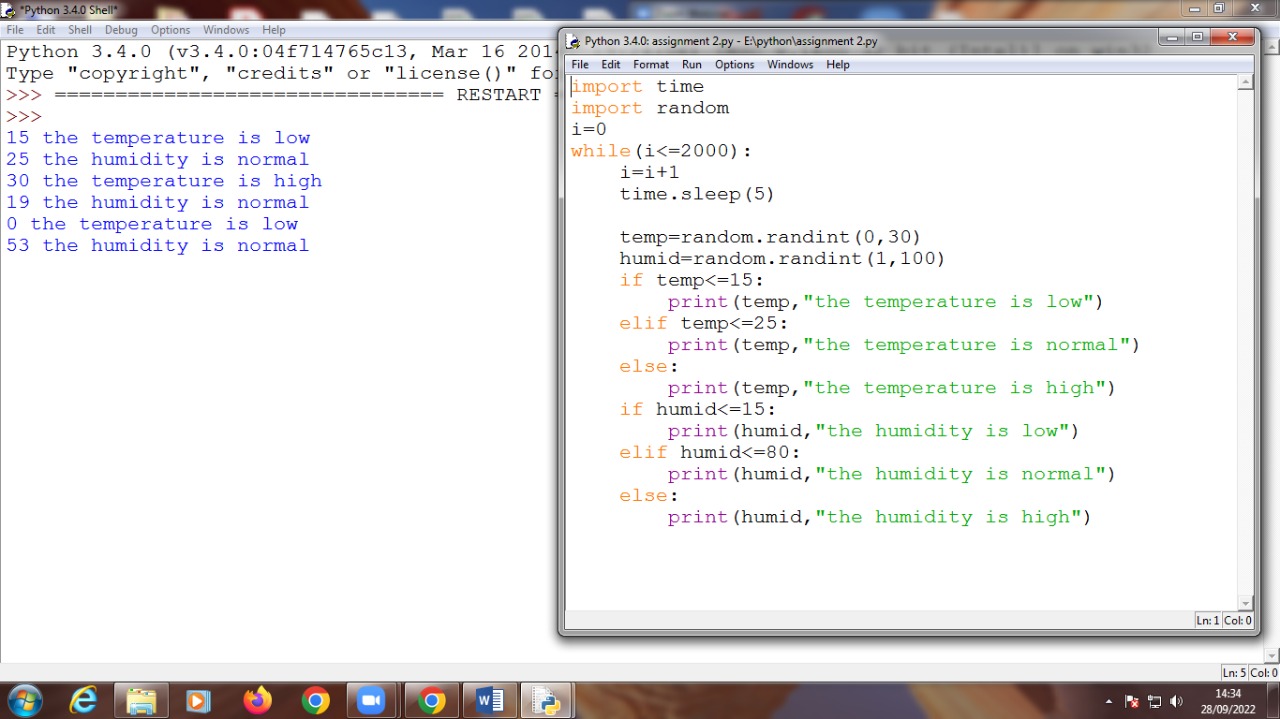 *Python 3.4.0 Shell*
File Edit Shell Debug Options Windows Help
Python 3.4.0 (v3.4.0:04f714765c13, Mar 16 201
Type "copyright", "credits" or "license()" fo
>>> ================================ RESTART =
>>>
15 the temperature is low
25 the humidity is normal
30 the temperature is high
19 the humidity is normal
0 the temperature is low
53 the humidity is normal
Python 3.4.0: assignment 2.py - E:\python\assignment 2.py
File Edit Format Run Options Windows Help
import time
import random
i=0
while(i<=2000):
    i=i+1
    time.sleep(5)

    temp=random.randint(0,30)
    humid=random.randint(1,100)
    if temp<=15:
        print(temp,"the temperature is low")
    elif temp<=25:
        print(temp,"the temperature is normal")
    else:
        print(temp,"the temperature is high")
    if humid<=15:
        print(humid,"the humidity is low")
    elif humid<=80:
        print(humid,"the humidity is normal")
    else:
        print(humid,"the humidity is high")
Ln: 1 Col: 0
Ln: 5 Col: 0
14:34
28/09/2022